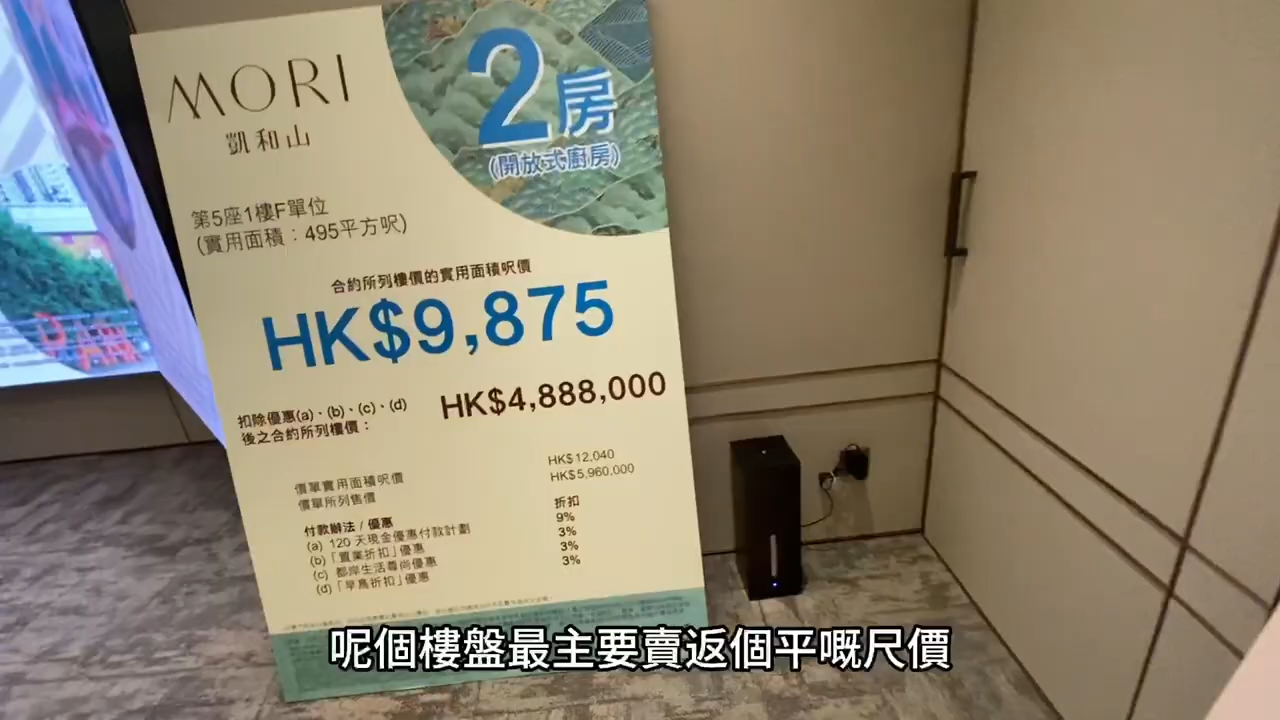 MORI
凱和山
2房
(開放式廚房)
第5座1樓F單位
(實用面積：495平方呎)
合約所列樓價的實用面積呎價
HK$9,875
扣除優惠(a)、(b)、(c)、(d)
後之合約所列樓價：
HK$4,888,000
價單實用面積呎價 HK$12,040
價單所列售價 HK$5,960,000
付款辦法 / 優惠 折扣
(a) 120 天現金優惠付款計劃 9%
(b)「置業折扣」優惠 3%
(c) 都岸生活尊尚優惠 3%
(d)「早鳥折扣」優惠 3%
呢個樓盤最主要賣返個平嘅尺價